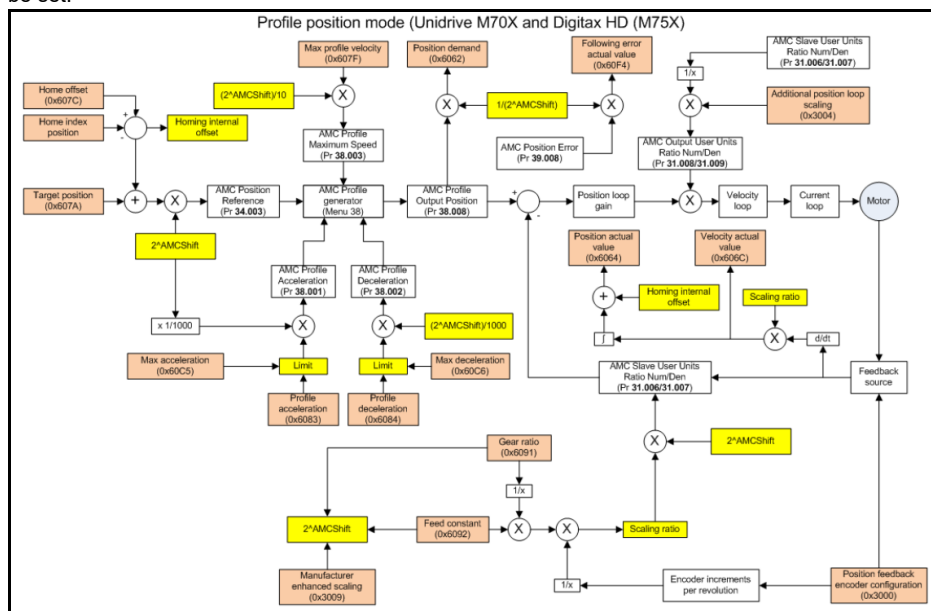 be set.
Profile position mode (Unidrive M70X and Digitax HD (M75X)
Max profile velocity
(0x607F)
Position demand
(0x6062)
Following error
actual value
(0x60F4)
AMC Slave User Units
Ratio Num/Den
(Pr 31.006/31.007)
1/x
Home offset
(0x607C)
(2^AMCShift)/10
X
X
1/(2^AMCShift)
X
X
Additional position loop
scaling
(0x3004)
Home index
position
+
-
Homing internal
offset
AMC Profile
Maximum Speed
(Pr 38.003)
AMC Position Error
(Pr 39.008)
AMC Output User Units
Ratio Num/Den
(Pr 31.008/31.009)
Target position
(0x607A)
+
X
AMC Position
Reference
(Pr 34.003)
AMC Profile
generator
(Menu 38)
AMC Profile
Output Position
(Pr 38.008)
+
-
Position loop
gain
X
Velocity
loop
Current
loop
Motor
2^AMCShift
AMC Profile
Acceleration
(Pr 38.001)
AMC Profile
Deceleration
(Pr 38.002)
Position actual
value
(0x6064)
Velocity actual
value
(0x606C)
+
Homing internal
offset
Scaling ratio
x 1/1000
X
X
(2^AMCShift)/1000
∫
X
d/dt
Max acceleration
(0x60C5)
Limit
Limit
Max deceleration
(0x60C6)
AMC Slave User Units
Ratio Num/Den
(Pr 31.006/31.007)
Feedback
source
Profile
acceleration
(0x6083)
Profile
deceleration
(0x6084)
Gear ratio
(0x6091)
X
2^AMCShift
1/x
2^AMCShift
Feed constant
(0x6092)
X
X
Scaling ratio
Manufacturer
enhanced scaling
(0x3009)
1/x
Encoder increments
per revolution
Position feedback
encoder configuration
(0x3000)